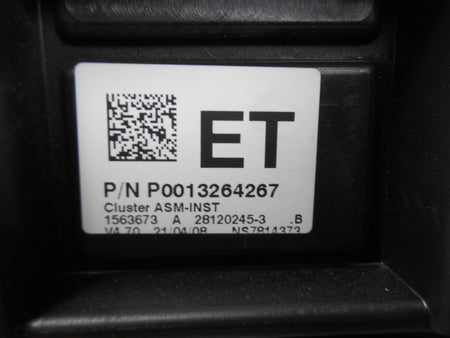 ET
P/N P0013264267
Cluster ASM-INST
1563673 A 28120245-3 .B
V4.70 21/04/08 NS7814373